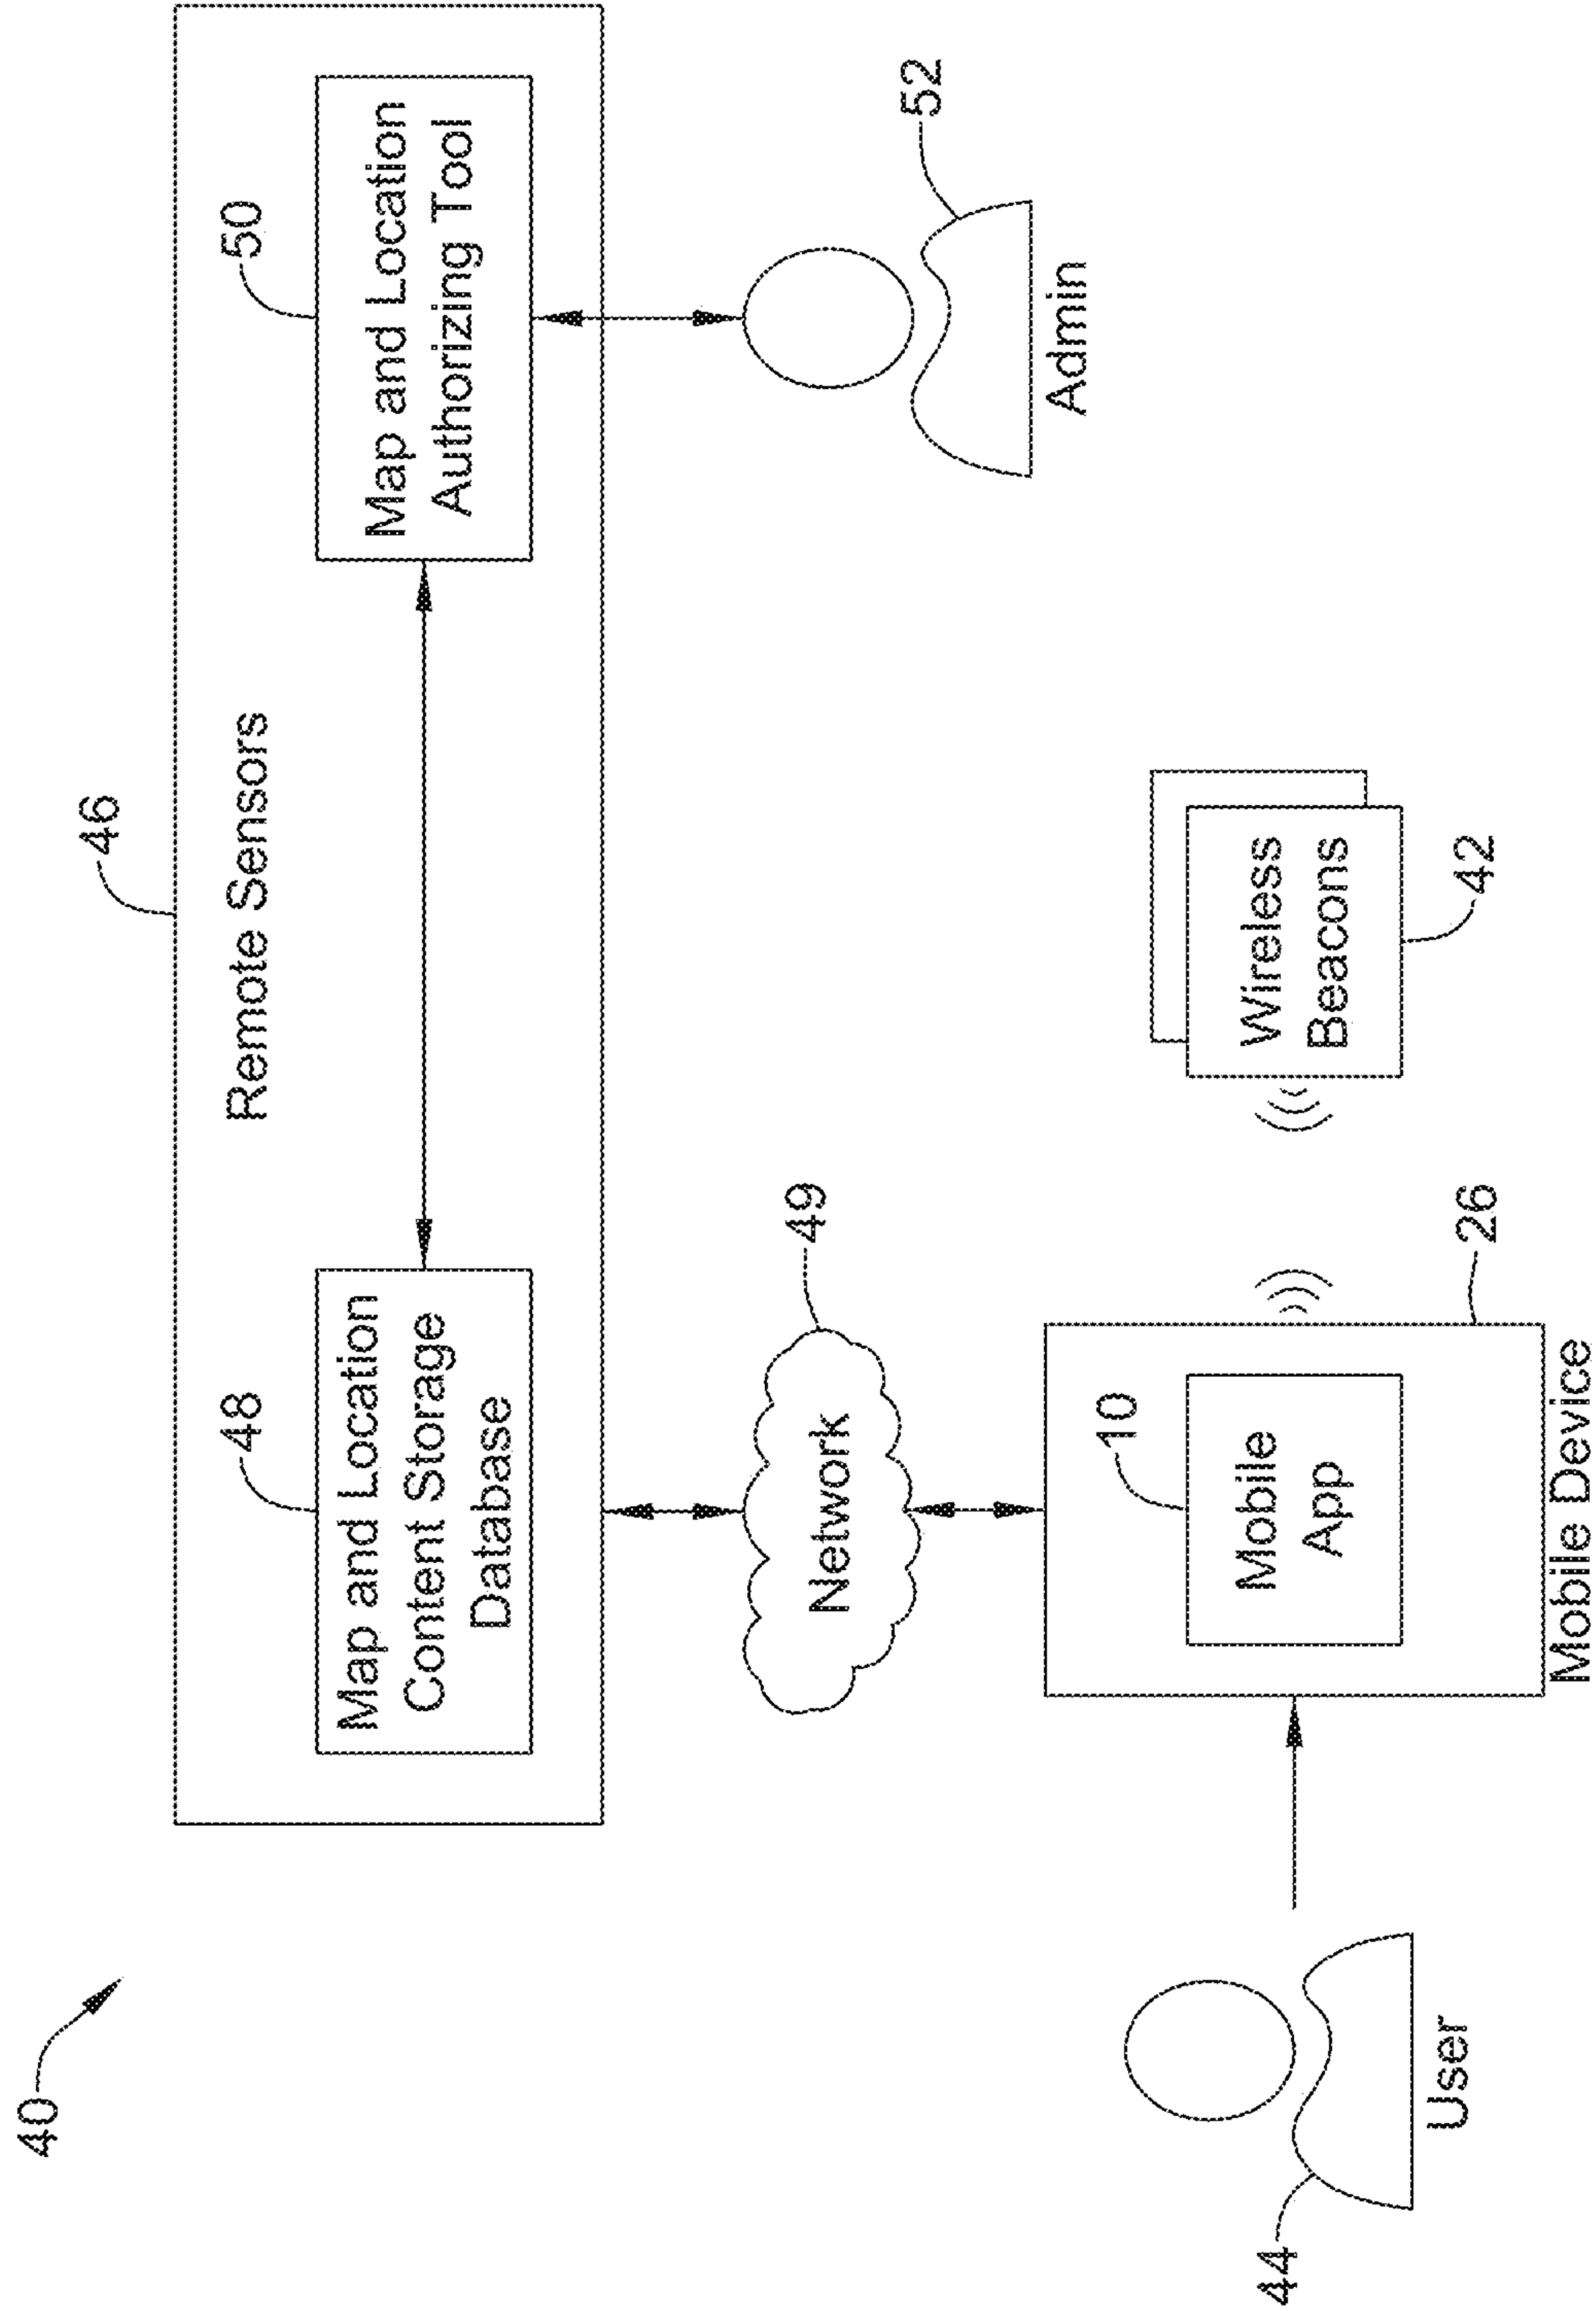 40
46
Remote Sensors
48
Map and Location
Content Storage
Database
50
Map and Location
Authorizing Tool
49
Network
52
Admin
44
User
10
Mobile
App
26
Mobile Device
Wireless
Beacons
42